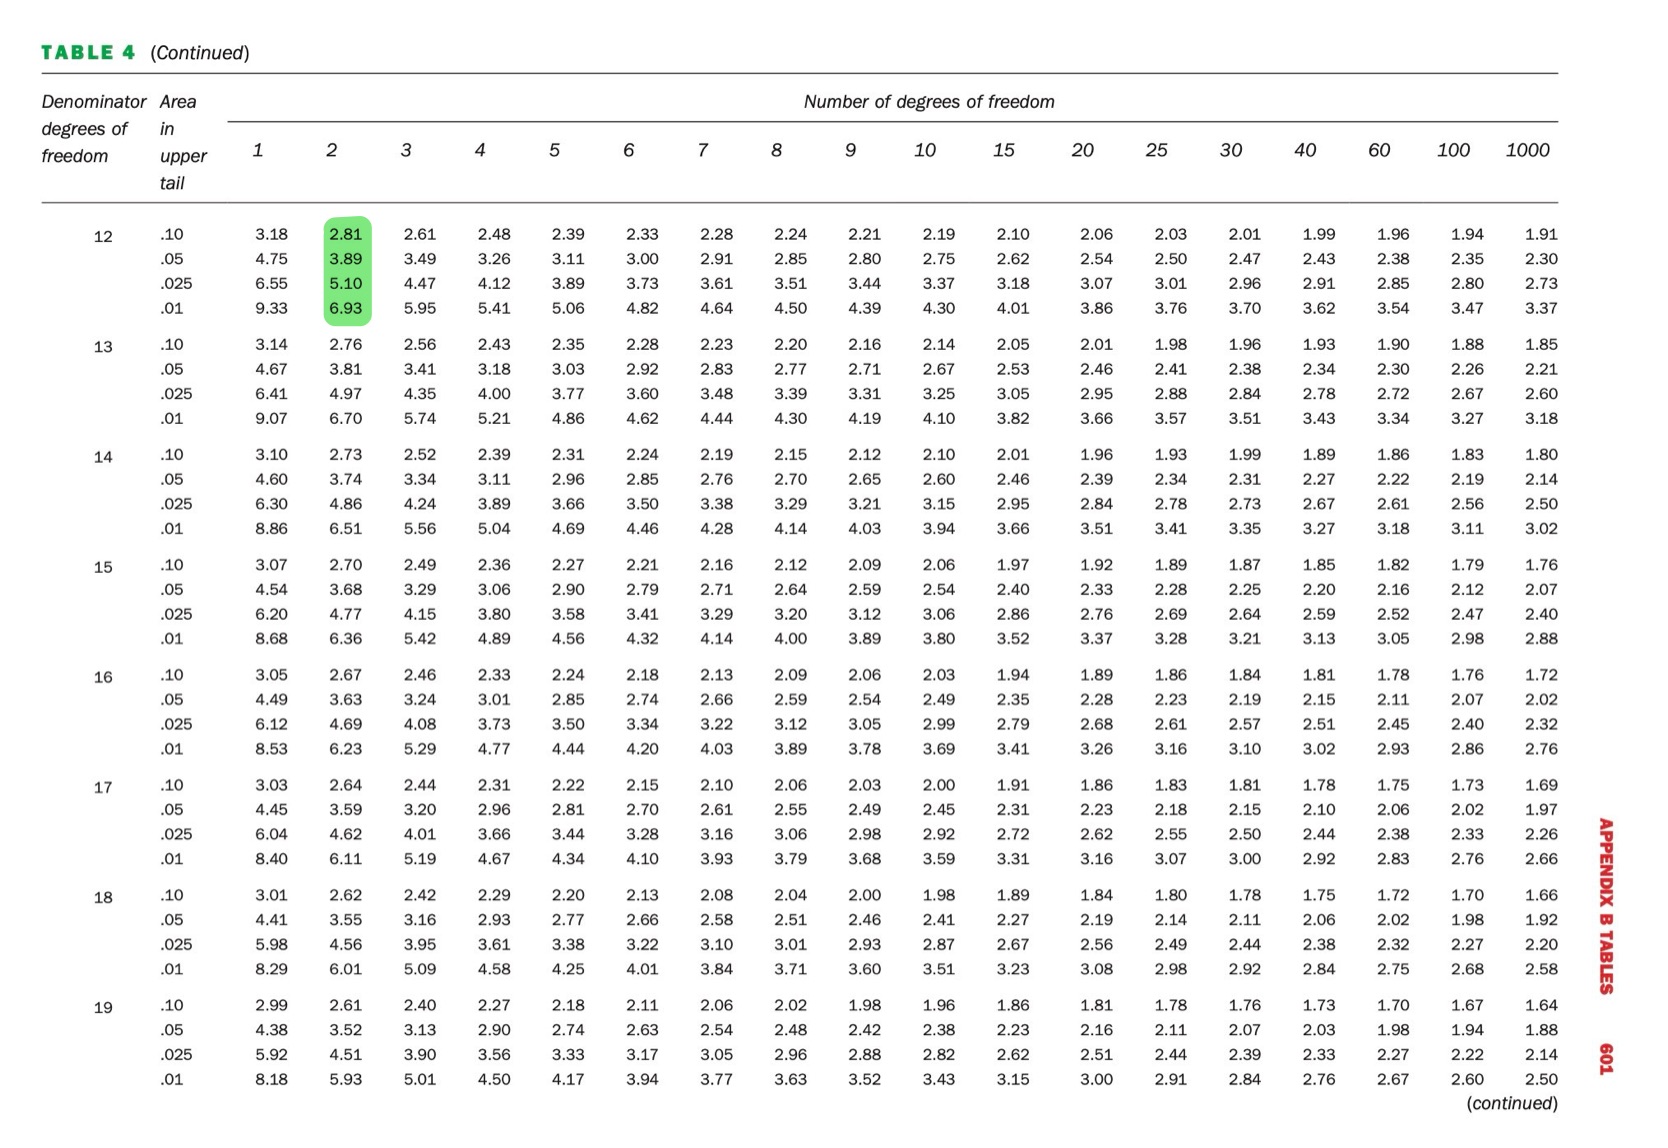 TABLE 4 (Continued)
Denominator Area Number of degrees of freedom
degrees of in
freedom upper 1 2 3 4 5 6 7 8 9 10 15 20 25 30 40 60 100 1000
tail
12 .10 3.18 2.81 2.61 2.48 2.39 2.33 2.28 2.24 2.21 2.19 2.10 2.06 2.03 2.01 1.99 1.96 1.94 1.91
.05 4.75 3.89 3.49 3.26 3.11 3.00 2.91 2.85 2.80 2.75 2.62 2.54 2.50 2.47 2.43 2.38 2.35 2.30
.025 6.55 5.10 4.47 4.12 3.89 3.73 3.61 3.51 3.44 3.37 3.18 3.07 3.01 2.96 2.91 2.85 2.80 2.73
.01 9.33 6.93 5.95 5.41 5.06 4.82 4.64 4.50 4.39 4.30 4.01 3.86 3.76 3.70 3.62 3.54 3.47 3.37
13 .10 3.14 2.76 2.56 2.43 2.35 2.28 2.23 2.20 2.16 2.14 2.05 2.01 1.98 1.96 1.93 1.90 1.88 1.85
.05 4.67 3.81 3.41 3.18 3.03 2.92 2.83 2.77 2.71 2.67 2.53 2.46 2.41 2.38 2.34 2.30 2.26 2.21
.025 6.41 4.97 4.35 4.00 3.77 3.60 3.48 3.39 3.31 3.25 3.05 2.95 2.88 2.84 2.78 2.72 2.67 2.60
.01 9.07 6.70 5.74 5.21 4.86 4.62 4.44 4.30 4.19 4.10 3.82 3.66 3.57 3.51 3.43 3.34 3.27 3.18
14 .10 3.10 2.73 2.52 2.39 2.31 2.24 2.19 2.15 2.12 2.10 2.01 1.96 1.93 1.99 1.89 1.86 1.83 1.80
.05 4.60 3.74 3.34 3.11 2.96 2.85 2.76 2.70 2.65 2.60 2.46 2.39 2.34 2.31 2.27 2.22 2.19 2.14
.025 6.30 4.86 4.24 3.89 3.66 3.50 3.38 3.29 3.21 3.15 2.95 2.84 2.78 2.73 2.67 2.61 2.56 2.50
.01 8.86 6.51 5.56 5.04 4.69 4.46 4.28 4.14 4.03 3.94 3.66 3.51 3.41 3.35 3.27 3.18 3.11 3.02
15 .10 3.07 2.70 2.49 2.36 2.27 2.21 2.16 2.12 2.09 2.06 1.97 1.92 1.89 1.87 1.85 1.82 1.79 1.76
.05 4.54 3.68 3.29 3.06 2.90 2.79 2.71 2.64 2.59 2.54 2.40 2.33 2.28 2.25 2.20 2.16 2.12 2.07
.025 6.20 4.77 4.15 3.80 3.58 3.41 3.29 3.20 3.12 3.06 2.86 2.76 2.69 2.64 2.59 2.52 2.47 2.40
.01 8.68 6.36 5.42 4.89 4.56 4.32 4.14 4.00 3.89 3.80 3.52 3.37 3.28 3.21 3.13 3.05 2.98 2.88
16 .10 3.05 2.67 2.46 2.33 2.24 2.18 2.13 2.09 2.06 2.03 1.94 1.89 1.86 1.84 1.81 1.78 1.76 1.72
.05 4.49 3.63 3.24 3.01 2.85 2.74 2.66 2.59 2.54 2.49 2.35 2.28 2.23 2.19 2.15 2.11 2.07 2.02
.025 6.12 4.69 4.08 3.73 3.50 3.34 3.22 3.12 3.05 2.99 2.79 2.68 2.61 2.57 2.51 2.45 2.40 2.32
.01 8.53 6.23 5.29 4.77 4.44 4.20 4.03 3.89 3.78 3.69 3.41 3.26 3.16 3.10 3.02 2.93 2.86 2.76
17 .10 3.03 2.64 2.44 2.31 2.22 2.15 2.10 2.06 2.03 2.00 1.91 1.86 1.83 1.81 1.78 1.75 1.73 1.69
.05 4.45 3.59 3.20 2.96 2.81 2.70 2.61 2.55 2.49 2.45 2.31 2.23 2.18 2.15 2.10 2.06 2.02 1.97
.025 6.04 4.62 4.01 3.66 3.44 3.28 3.16 3.06 2.98 2.92 2.72 2.62 2.55 2.50 2.44 2.38 2.33 2.26
.01 8.40 6.11 5.19 4.67 4.34 4.10 3.93 3.79 3.68 3.59 3.31 3.16 3.07 3.00 2.92 2.83 2.76 2.66
18 .10 3.01 2.62 2.42 2.29 2.20 2.13 2.08 2.04 2.00 1.98 1.89 1.84 1.80 1.78 1.75 1.72 1.70 1.66
.05 4.41 3.55 3.16 2.93 2.77 2.66 2.58 2.51 2.46 2.41 2.27 2.19 2.14 2.11 2.06 2.02 1.98 1.92
.025 5.98 4.56 3.95 3.61 3.38 3.22 3.10 3.01 2.93 2.87 2.67 2.56 2.49 2.44 2.38 2.32 2.27 2.20
.01 8.29 6.01 5.09 4.58 4.25 4.01 3.84 3.71 3.60 3.51 3.23 3.08 2.98 2.92 2.84 2.75 2.68 2.58
19 .10 2.99 2.61 2.40 2.27 2.18 2.11 2.06 2.02 1.98 1.96 1.86 1.81 1.78 1.76 1.73 1.70 1.67 1.64
.05 4.38 3.52 3.13 2.90 2.74 2.63 2.54 2.48 2.42 2.38 2.23 2.16 2.11 2.07 2.03 1.98 1.94 1.88
.025 5.92 4.51 3.90 3.56 3.33 3.17 3.05 2.96 2.88 2.82 2.62 2.51 2.44 2.39 2.33 2.27 2.22 2.14
.01 8.18 5.93 5.01 4.50 4.17 3.94 3.77 3.63 3.52 3.43 3.15 3.00 2.91 2.84 2.76 2.67 2.60 2.50
(continued)
APPENDIX B TABLES 601